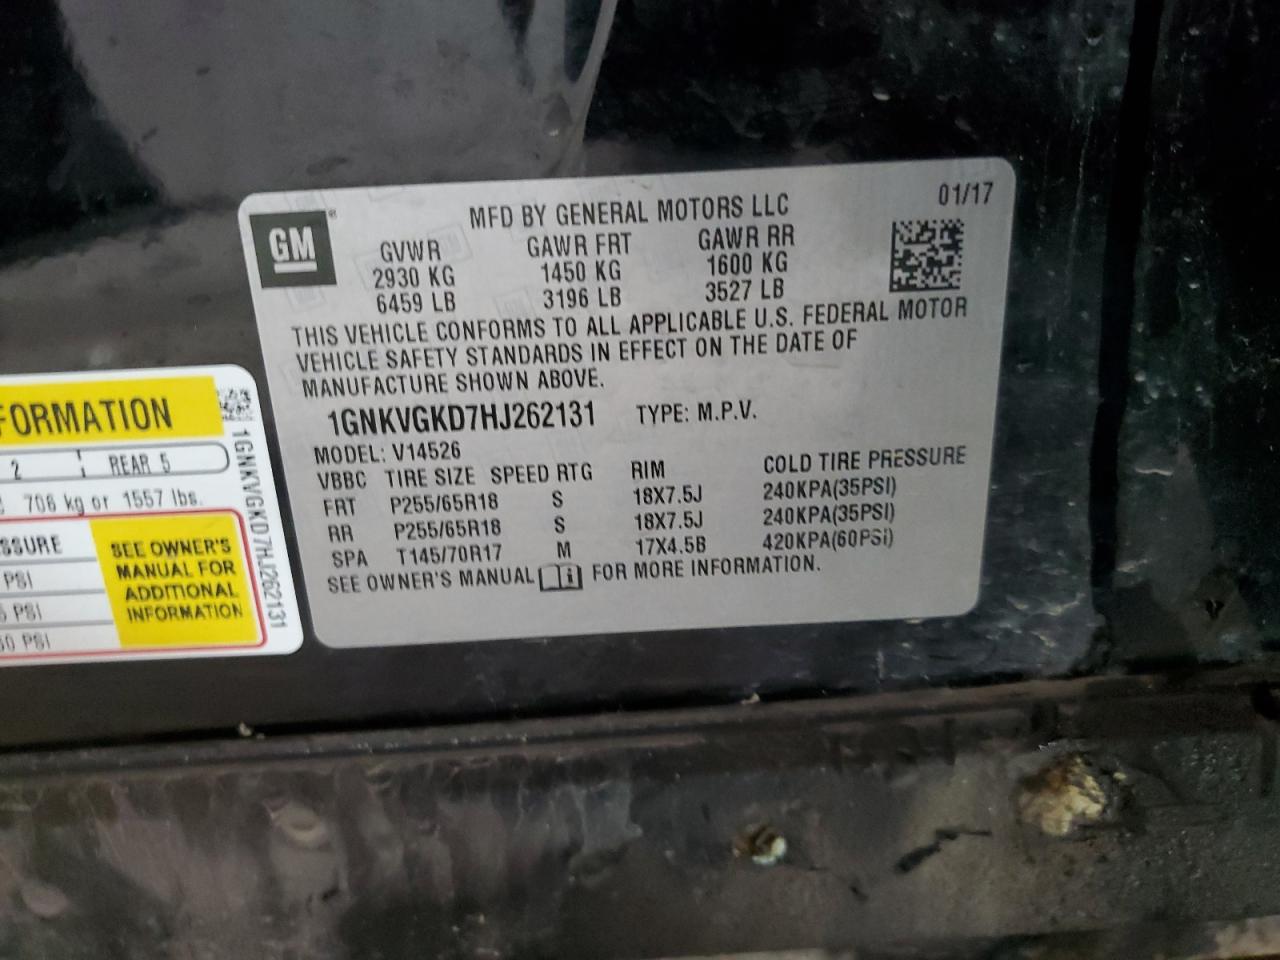 GM
MFD BY GENERAL MOTORS LLC
01/17
GVWR GAWR FRT GAWR RR
2930 KG 1450 KG 1600 KG
6459 LB 3196 LB 3527 LB
THIS VEHICLE CONFORMS TO ALL APPLICABLE U.S. FEDERAL MOTOR
VEHICLE SAFETY STANDARDS IN EFFECT ON THE DATE OF
MANUFACTURE SHOWN ABOVE.
1GNKVGKD7HJ262131 TYPE: M.P.V.
MODEL: V14526
VBBC TIRE SIZE SPEED RTG RIM COLD TIRE PRESSURE
FRT P255/65R18 S 18X7.5J 240KPA(35PSI)
RR P255/65R18 S 18X7.5J 240KPA(35PSI)
SPA T145/70R17 M 17X4.5B 420KPA(60PSI)
SEE OWNER'S MANUAL FOR MORE INFORMATION.
FORMATION
2 REAR 5
706 kg or 1557 lbs.
SSURE
PSI
5 PSI
60 PSI
SEE OWNER'S
MANUAL FOR
ADDITIONAL
INFORMATION
1GNKVGKD7HJ262131